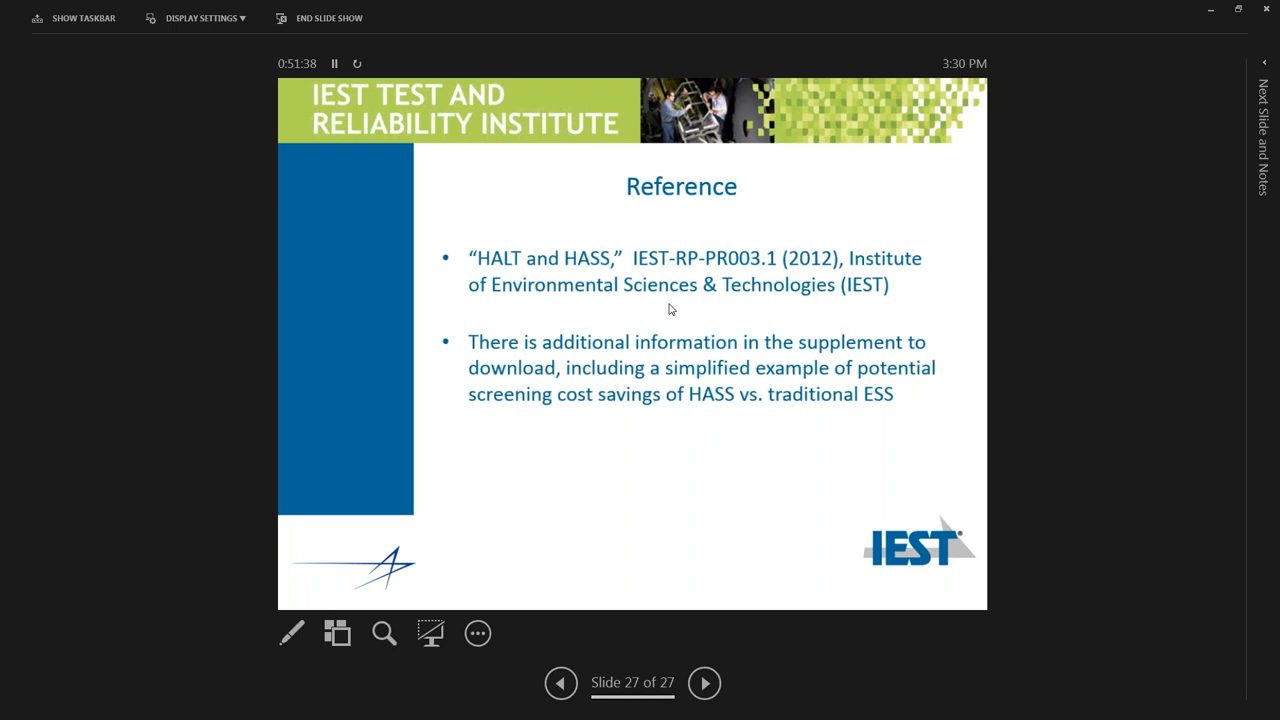 SHOW TASKBAR DISPLAY SETTINGS ▾ END SLIDE SHOW
0:51:38 3:30 PM
IEST TEST AND
RELIABILITY INSTITUTE
Reference
• “HALT and HASS,” IEST-RP-PR003.1 (2012), Institute
of Environmental Sciences & Technologies (IEST)
• There is additional information in the supplement to
download, including a simplified example of potential
screening cost savings of HASS vs. traditional ESS
IEST®
Slide 27 of 27
Next Slide and Notes